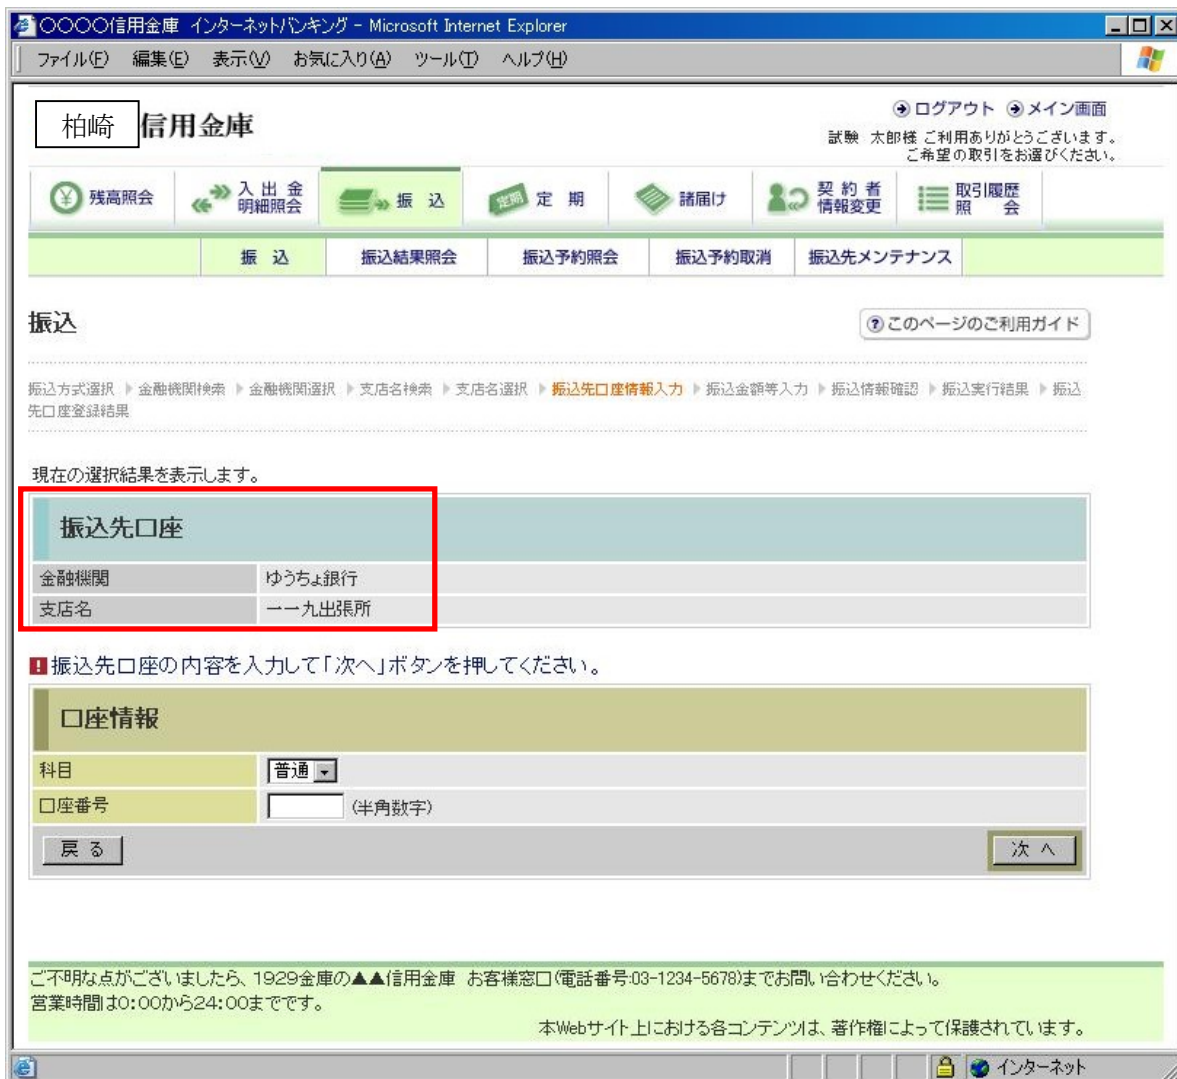 〇〇〇〇信用金庫 インターネットバンキング - Microsoft Internet Explorer
ファイル(F) 編集(E) 表示(V) お気に入り(A) ツール(T) ヘルプ(H)
ログアウト メイン画面
柏崎 信用金庫
試験 太郎様 ご利用ありがとうございます。
ご希望の取引をお選びください。
残高照会 入出金明細照会 振込 定期 諸届け 契約者情報変更 取引履歴照会
振込 振込結果照会 振込予約照会 振込予約取消 振込先メンテナンス
振込 ?このページのご利用ガイド
振込方式選択 ▶ 金融機関検索 ▶ 金融機関選択 ▶ 支店名検索 ▶ 支店名選択 ▶ 振込先口座情報入力 ▶ 振込金額等入力 ▶ 振込情報確認 ▶ 振込実行結果 ▶ 振込
先口座登録結果
現在の選択結果を表示します。
振込先口座
金融機関 ゆうちょ銀行
支店名 一一九出張所
!振込先口座の内容を入力して「次へ」ボタンを押してください。
口座情報
科目 普通
口座番号 (半角数字)
戻る 次へ
ご不明な点がございましたら、1929金庫の▲▲信用金庫 お客様窓口(電話番号:03-1234-5678)までお問い合わせください。
営業時間は0:00から24:00までです。
本Webサイト上における各コンテンツは、著作権によって保護されています。
インターネット